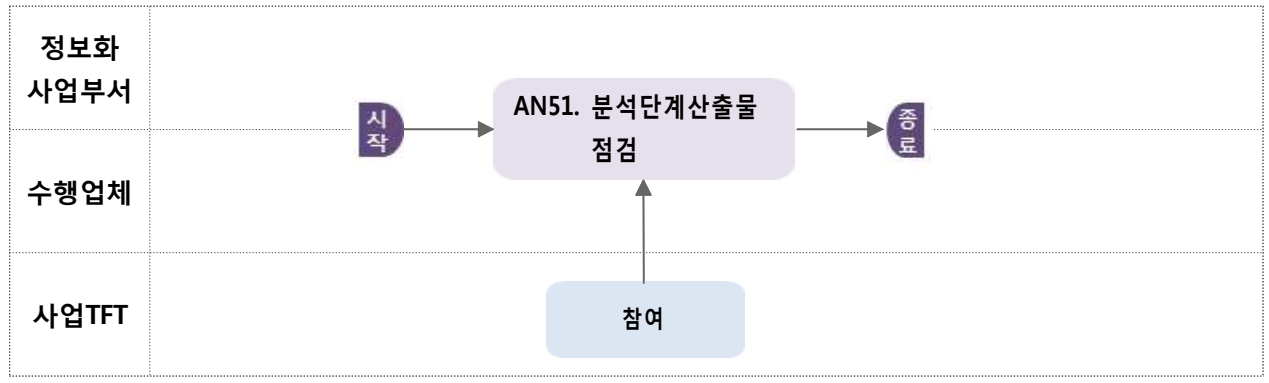 정보화
사업부서
시
작
AN51. 분석단계산출물
점검
종
료
수행업체
사업TFT
참여